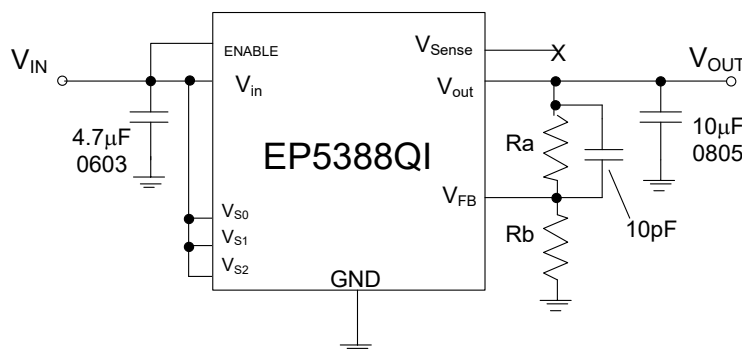 ENABLE
V_Sense
X
V_IN
V_in
V_out
V_OUT
4.7μF
0603
EP5388QI
Ra
10μF
0805
V_FB
10pF
V_S0
V_S1
V_S2
Rb
GND